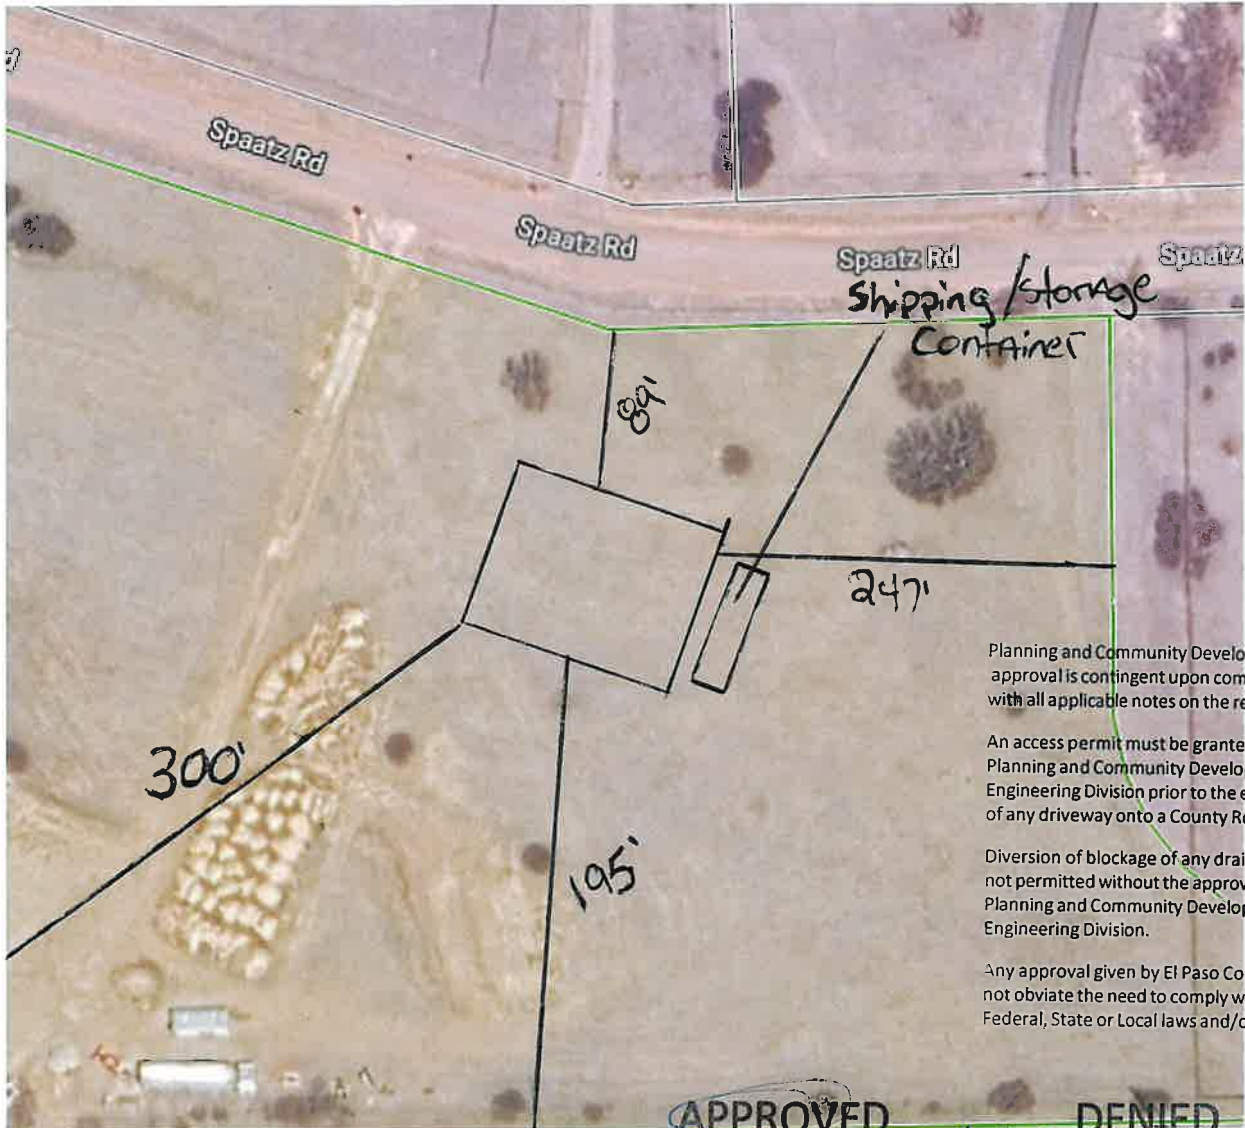 Spaatz Rd
Spaatz Rd
Spaatz Rd
Spaatz
Shipping /Storage
Container
89'
247'
300'
195'
Planning and Community Develo
approval is contingent upon com
with all applicable notes on the re
An access permit must be grante
Planning and Community Develo
Engineering Division prior to the e
of any driveway onto a County R
Diversion of blockage of any drai
not permitted without the approv
Planning and Community Develop
Engineering Division.
Any approval given by El Paso Co
not obviate the need to comply w
Federal, State or Local laws and/o
APPROVED DENIED